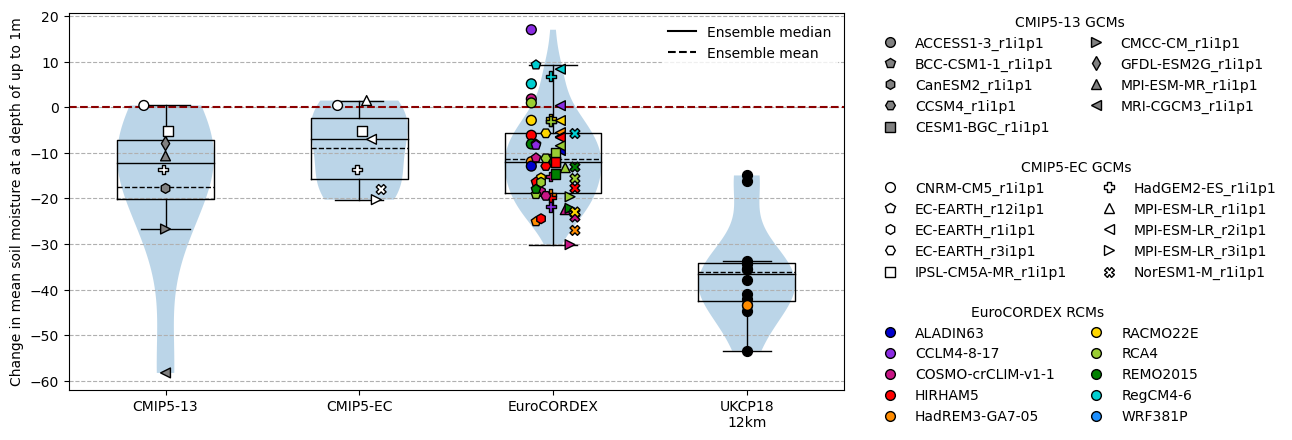 Change in mean soil moisture at a depth of up to 1m
20
10
0
−10
−20
−30
−40
−50
−60
Ensemble median
Ensemble mean
CMIP5-13
CMIP5-EC
EuroCORDEX
UKCP18
12km
CMIP5-13 GCMs
ACCESS1-3_r1i1p1
BCC-CSM1-1_r1i1p1
CanESM2_r1i1p1
CCSM4_r1i1p1
CESM1-BGC_r1i1p1
CMCC-CM_r1i1p1
GFDL-ESM2G_r1i1p1
MPI-ESM-MR_r1i1p1
MRI-CGCM3_r1i1p1
CMIP5-EC GCMs
CNRM-CM5_r1i1p1
EC-EARTH_r12i1p1
EC-EARTH_r1i1p1
EC-EARTH_r3i1p1
IPSL-CM5A-MR_r1i1p1
HadGEM2-ES_r1i1p1
MPI-ESM-LR_r1i1p1
MPI-ESM-LR_r2i1p1
MPI-ESM-LR_r3i1p1
NorESM1-M_r1i1p1
EuroCORDEX RCMs
ALADIN63
CCLM4-8-17
COSMO-crCLIM-v1-1
HIRHAM5
HadREM3-GA7-05
RACMO22E
RCA4
REMO2015
RegCM4-6
WRF381P